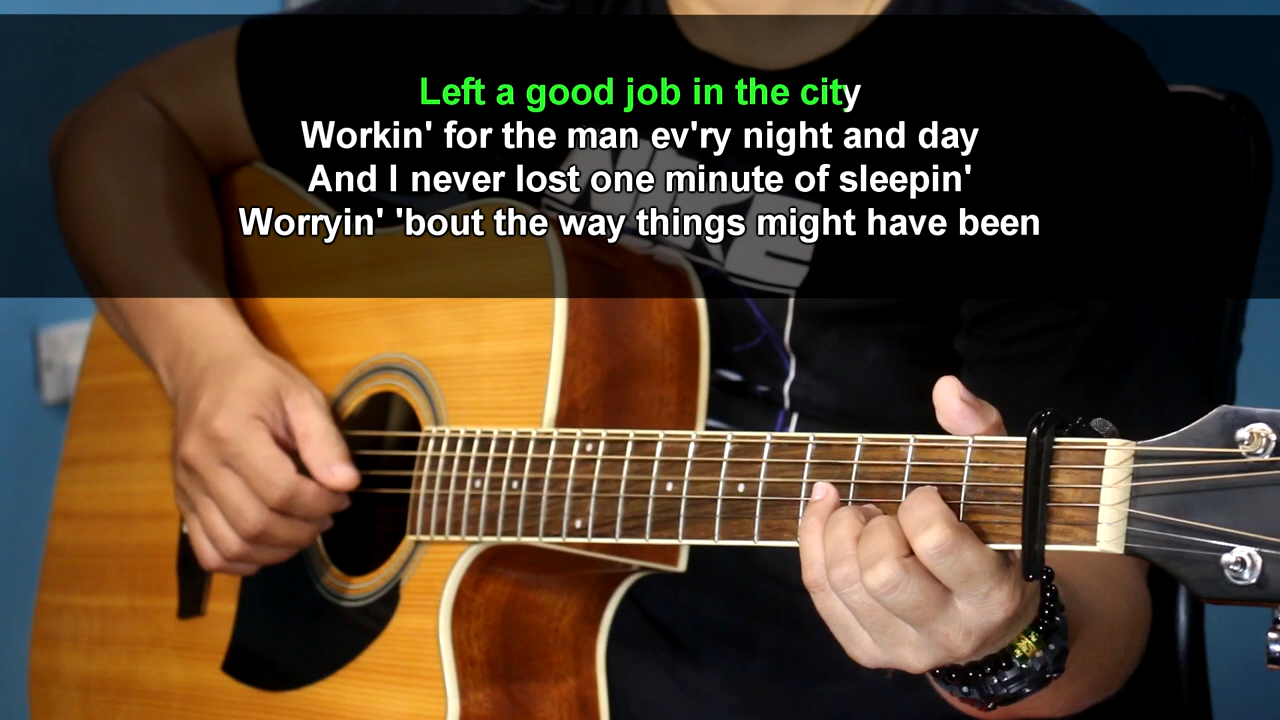 Left a good job in the city
Workin' for the man ev'ry night and day
And I never lost one minute of sleepin'
Worryin' 'bout the way things might have been
NIKE